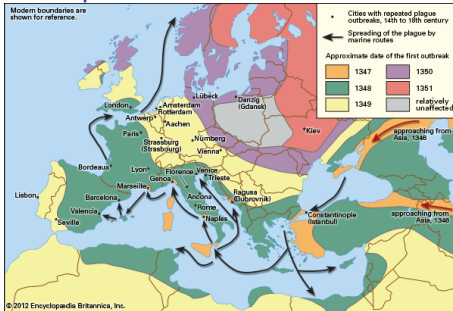 Modern boundaries
are shown for reference.
Cities with repeated plague
outbreaks, 14th to 18th century
Spreading of the plague by
marine routes
Approximate date of the first outbreak
1347
1350
1348
1351
1349
relatively
unaffected
London
Antwerp
Amsterdam
Rotterdam
Aachen
Lübeck
Danzig
(Gdańsk)
Paris
Strassburg
(Strasbourg)
Nürnberg
Vienna
Kiev
approaching from
Asia, 1346
Bordeaux
Lyon
Genoa
Florence
Venice
Trieste
Marseille
Lisbon
Barcelona
Valencia
Seville
Ancona
Rome
Naples
Ragusa
(Dubrovnik)
Constantinople
(Istanbul)
approaching from
Asia, 1346
© 2012 Encyclopædia Britannica, Inc.